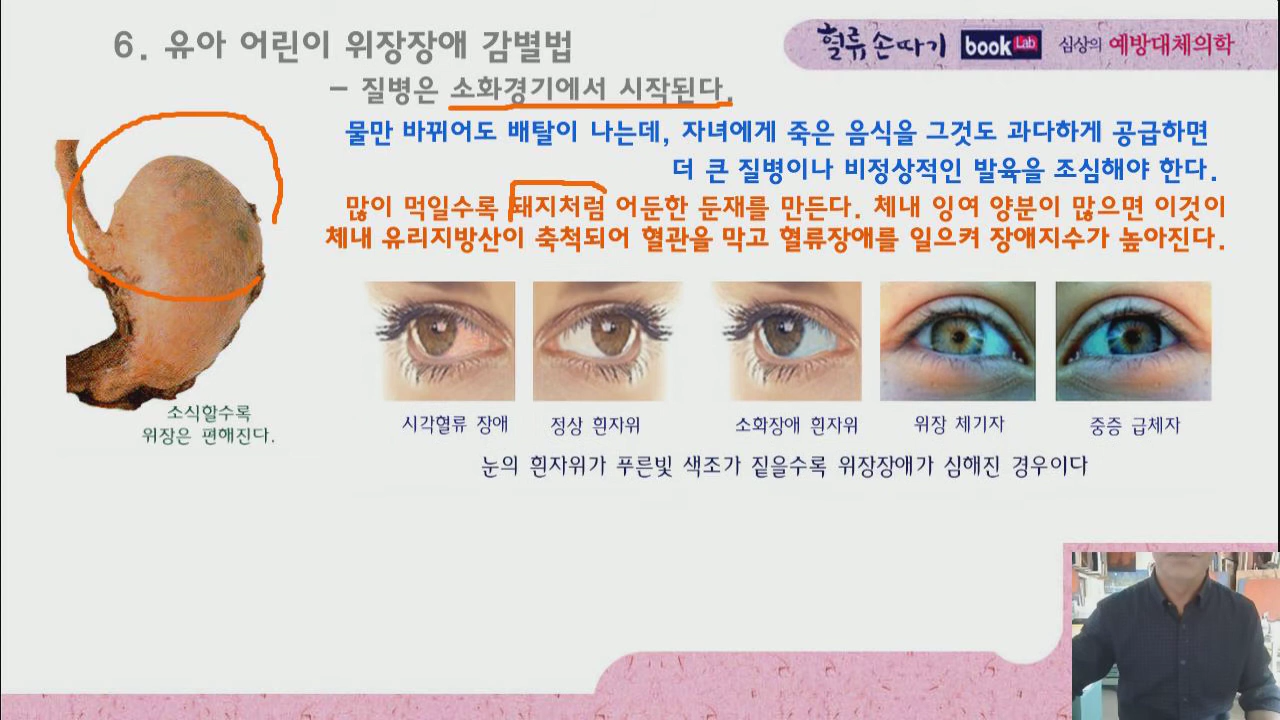 6. 유아 어린이 위장장애 감별법
혈류 손따기 book Lab 심상의 예방대체의학
- 질병은 소화경기에서 시작된다.
물만 바뀌어도 배탈이 나는데, 자녀에게 죽은 음식을 그것도 과다하게 공급하면
더 큰 질병이나 비정상적인 발육을 조심해야 한다.
많이 먹일수록 돼지처럼 어둔한 둔재를 만든다. 체내 잉여 양분이 많으면 이것이
체내 유리지방산이 축척되어 혈관을 막고 혈류장애를 일으켜 장애지수가 높아진다.
소식할수록
위장은 편해진다.
시각혈류 장애
정상 흰자위
소화장애 흰자위
위장 체기자
중증 급체자
눈의 흰자위가 푸른빛 색조가 짙을수록 위장장애가 심해진 경우이다